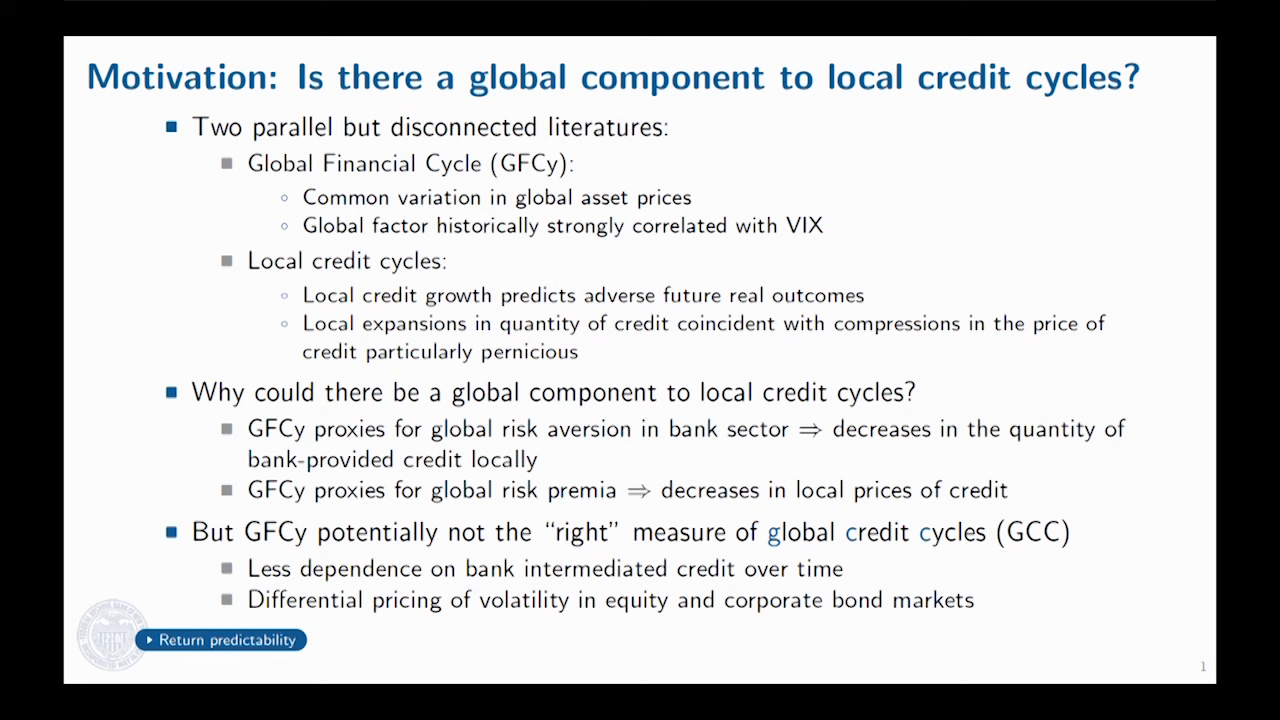 Motivation: Is there a global component to local credit cycles?
Two parallel but disconnected literatures:
Global Financial Cycle (GFCy):
Common variation in global asset prices
Global factor historically strongly correlated with VIX
Local credit cycles:
Local credit growth predicts adverse future real outcomes
Local expansions in quantity of credit coincident with compressions in the price of
credit particularly pernicious
Why could there be a global component to local credit cycles?
GFCy proxies for global risk aversion in bank sector ⇒ decreases in the quantity of
bank-provided credit locally
GFCy proxies for global risk premia ⇒ decreases in local prices of credit
But GFCy potentially not the “right” measure of global credit cycles (GCC)
Less dependence on bank intermediated credit over time
Differential pricing of volatility in equity and corporate bond markets
Return predictability
1